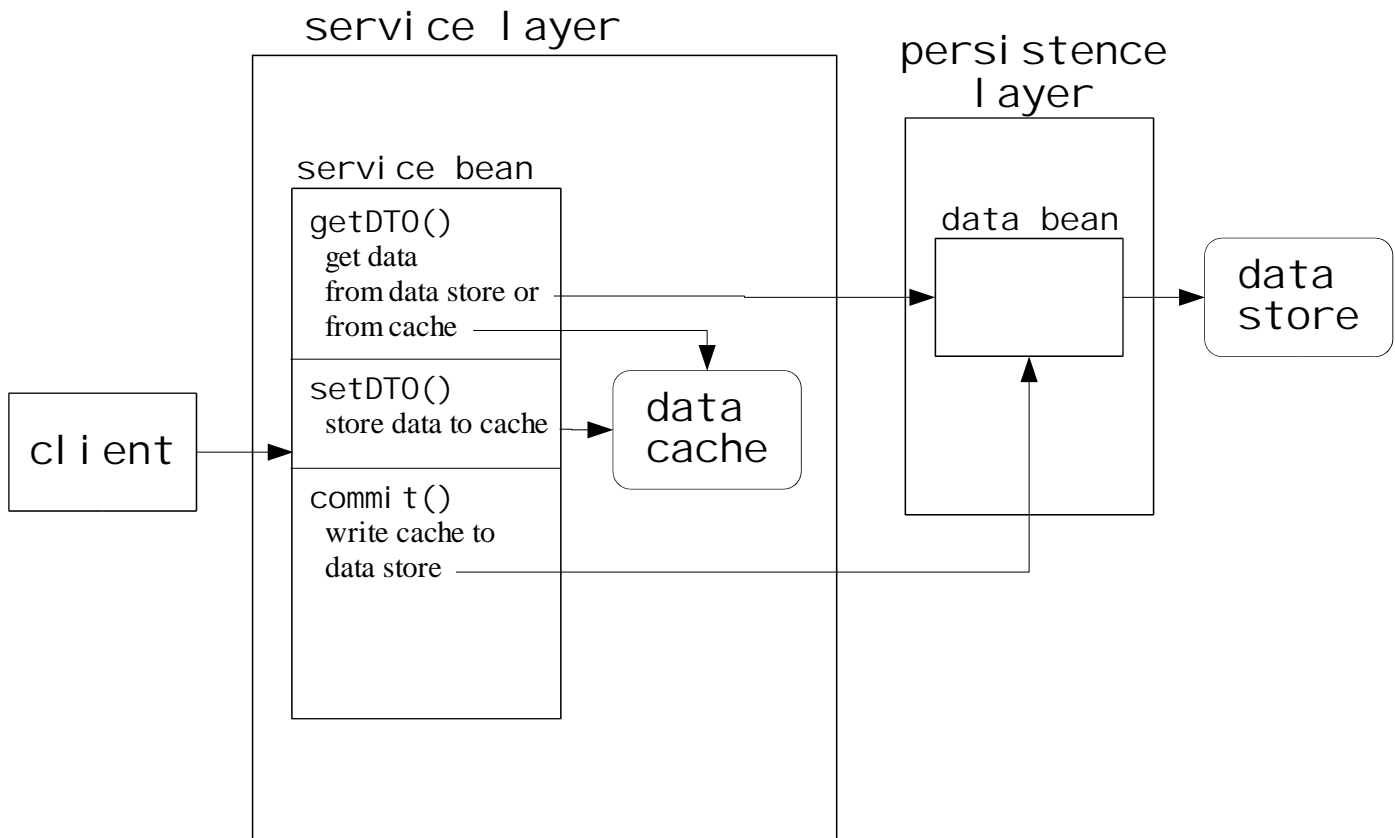 service layer
persistence
layer
service bean
getDTO()
get data
from data store or
from cache
data bean
data
store
setDTO()
store data to cache
data
cache
client
commit()
write cache to
data store